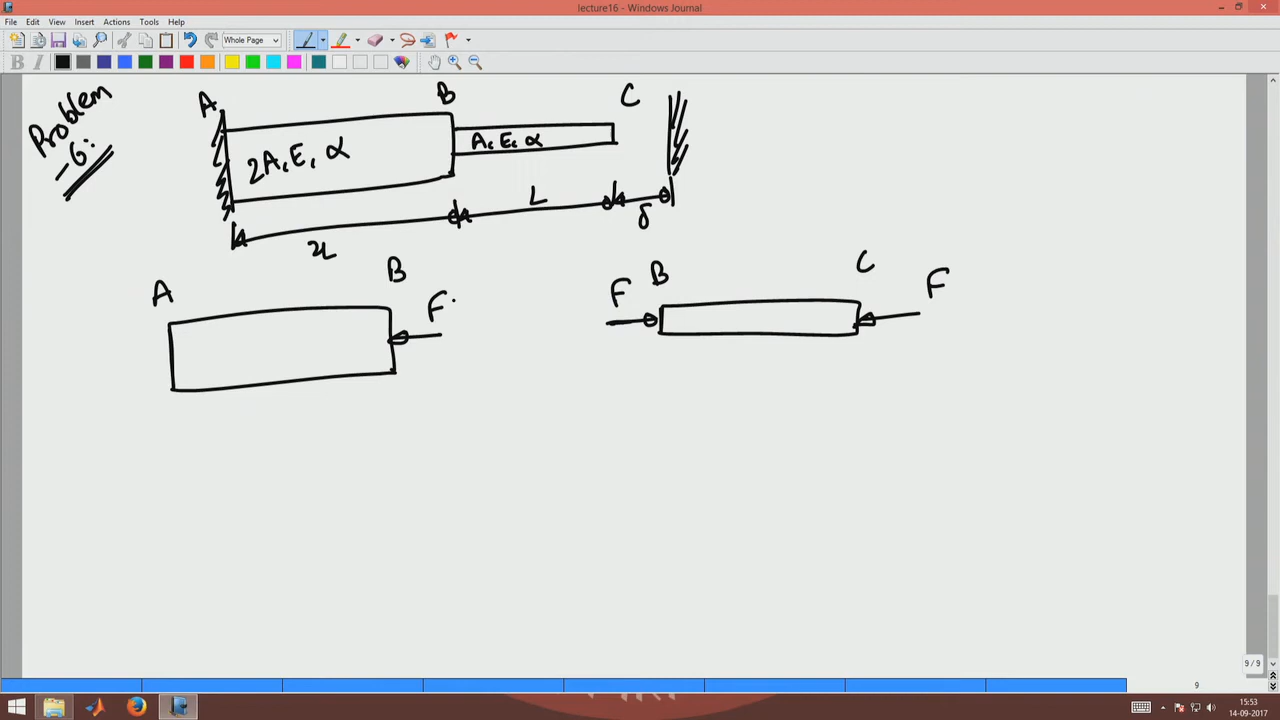 lecture16 - Windows Journal
File Edit View Insert Actions Tools Help
Whole Page
Problem
-6:
A B C
2A, E, α A, E, α
2L L δ
A B F
F B C F
9 / 9
9
15:53
14-09-2017